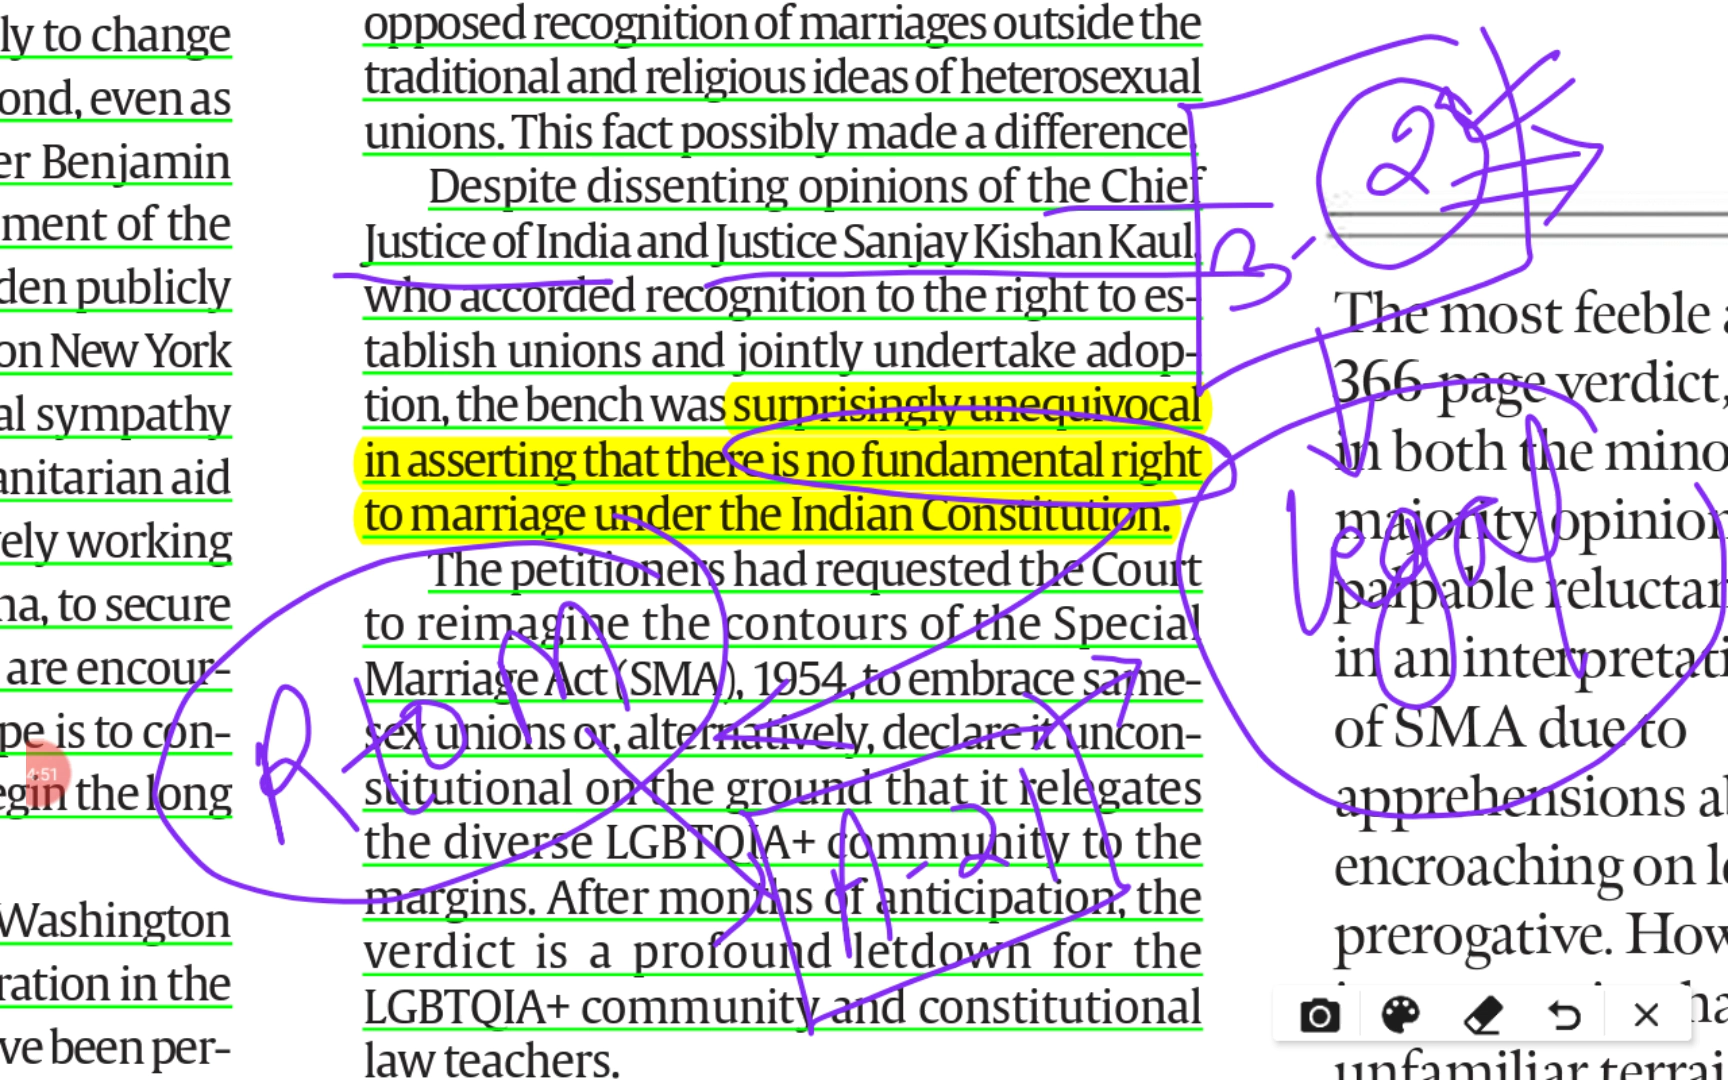 ly to change
ond, even as
er Benjamin
ment of the
den publicly
on New York
al sympathy
anitarian aid
ely working
na, to secure
are encour-
pe is to con-
egin the long
Washington
ration in the
ve been per-
4:51
opposed recognition of marriages outside the
traditional and religious ideas of heterosexual
unions. This fact possibly made a difference.
Despite dissenting opinions of the Chief
Justice of India and Justice Sanjay Kishan Kaul,
who accorded recognition to the right to es-
tablish unions and jointly undertake adop-
tion, the bench was surprisingly unequivocal
in asserting that there is no fundamental right
to marriage under the Indian Constitution.
The petitioners had requested the Court
to reimagine the contours of the Special
Marriage Act (SMA), 1954, to embrace same-
sex unions or, alternatively, declare it uncon-
stitutional on the ground that it relegates
the diverse LGBTQIA+ community to the
margins. After months of anticipation, the
verdict is a profound letdown for the
LGBTQIA+ community and constitutional
law teachers.
3-2
Legal
R to M
A-21
The most feeble a
366-page verdict,
in both the mino
majority opinion
palpable reluctan
in an interpretati
of SMA due to
apprehensions al
encroaching on le
prerogative. How
ha
unfamiliar terrai